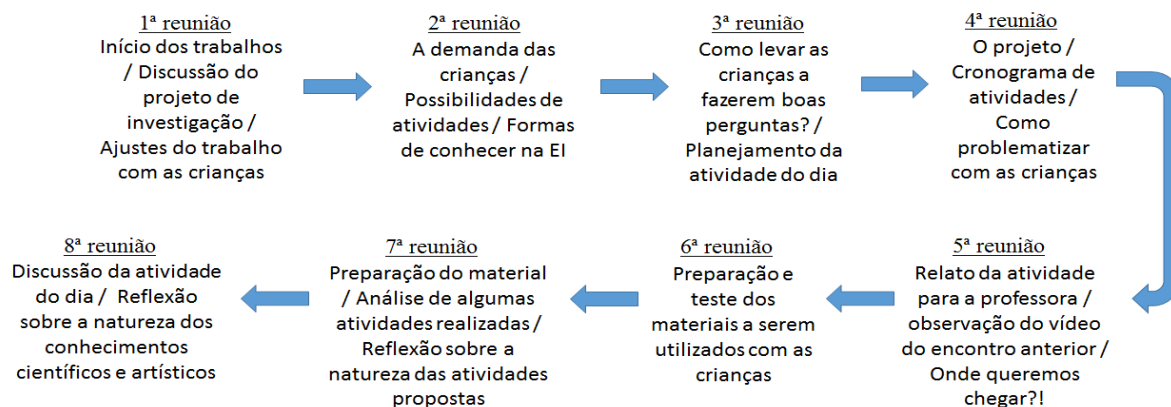 1ª reunião
Início dos trabalhos
/ Discussão do
projeto de
investigação /
Ajustes do trabalho
com as crianças
2ª reunião
A demanda das
crianças /
Possibilidades de
atividades / Formas
de conhecer na EI
3ª reunião
Como levar as
crianças a
fazerem boas
perguntas? /
Planejamento da
atividade do dia
4ª reunião
O projeto /
Cronograma de
atividades /
Como
problematizar
com as crianças
5ª reunião
Relato da atividade
para a professora /
observação do vídeo
do encontro anterior /
Onde queremos
chegar?!
6ª reunião
Preparação e
teste dos
materiais a serem
utilizados com as
crianças
7ª reunião
Preparação do material
/ Análise de algumas
atividades realizadas /
Reflexão sobre a
natureza das atividades
propostas
8ª reunião
Discussão da atividade
do dia / Reflexão
sobre a natureza dos
conhecimentos
científicos e artísticos